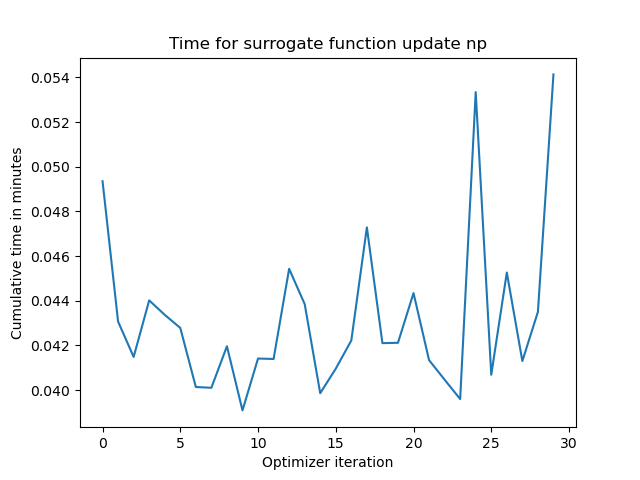 Time for surrogate function update np
Cumulative time in minutes
0.054
0.052
0.050
0.048
0.046
0.044
0.042
0.040
0 5 10 15 20 25 30
Optimizer iteration